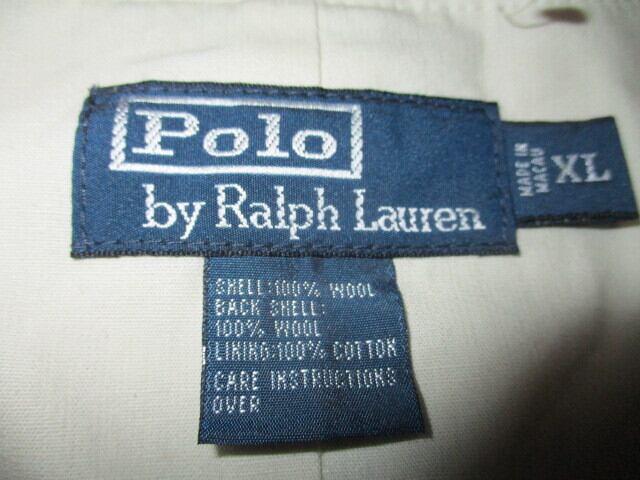 Polo
by Ralph Lauren
MADE IN
MACAU
XL
SHELL:100% WOOL
BACK SHELL:
100% WOOL
LINING:100% COTTON
CARE INSTRUCTIONS
OVER